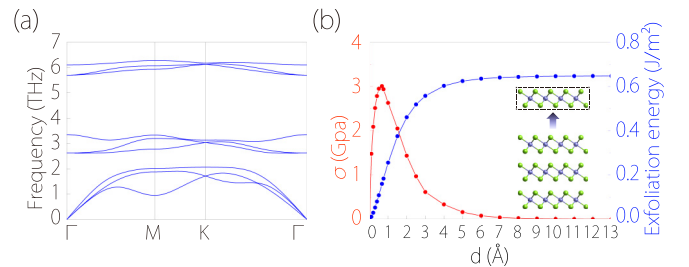 (a)
Frequency (THz)
7
6
5
4
3
2
1
0
Γ M K Γ
(b)
σ (Gpa)
4
3
2
1
0
0 1 2 3 4 5 6 7 8 9 10 11 12 13
d (Å)
0.8
0.6
0.4
0.2
0.0
Exfoliation energy (J/m²)